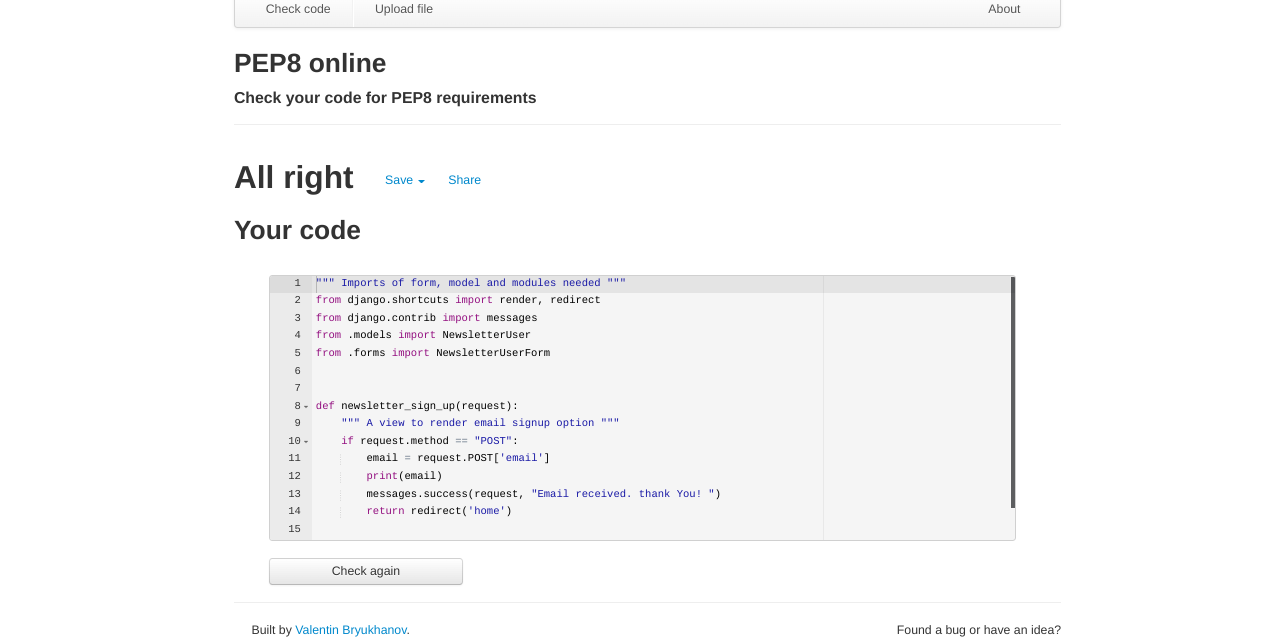 Check code Upload file About
PEP8 online
Check your code for PEP8 requirements
All right Save Share
Your code
1 """ Imports of form, model and modules needed """
2 from django.shortcuts import render, redirect
3 from django.contrib import messages
4 from .models import NewsletterUser
5 from .forms import NewsletterUserForm
6
7
8 def newsletter_sign_up(request):
9     """ A view to render email signup option """
10     if request.method == "POST":
11         email = request.POST['email']
12         print(email)
13         messages.success(request, "Email received. thank You! ")
14         return redirect('home')
15
Check again
Built by Valentin Bryukhanov. Found a bug or have an idea?